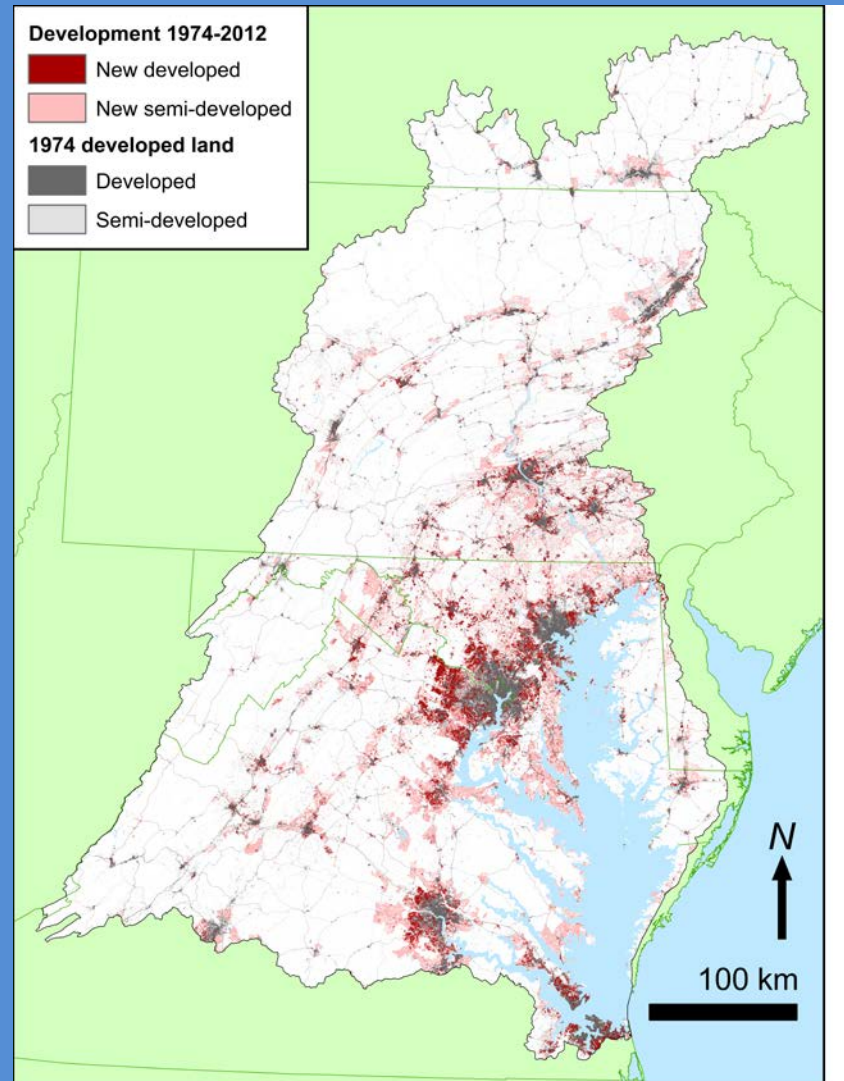 Development 1974-2012
New developed
New semi-developed
1974 developed land
Developed
Semi-developed
N
100 km